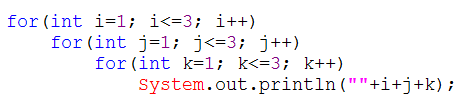 for(int i=1; i<=3; i++)
    for(int j=1; j<=3; j++)
        for(int k=1; k<=3; k++)
            System.out.println(""+i+j+k);